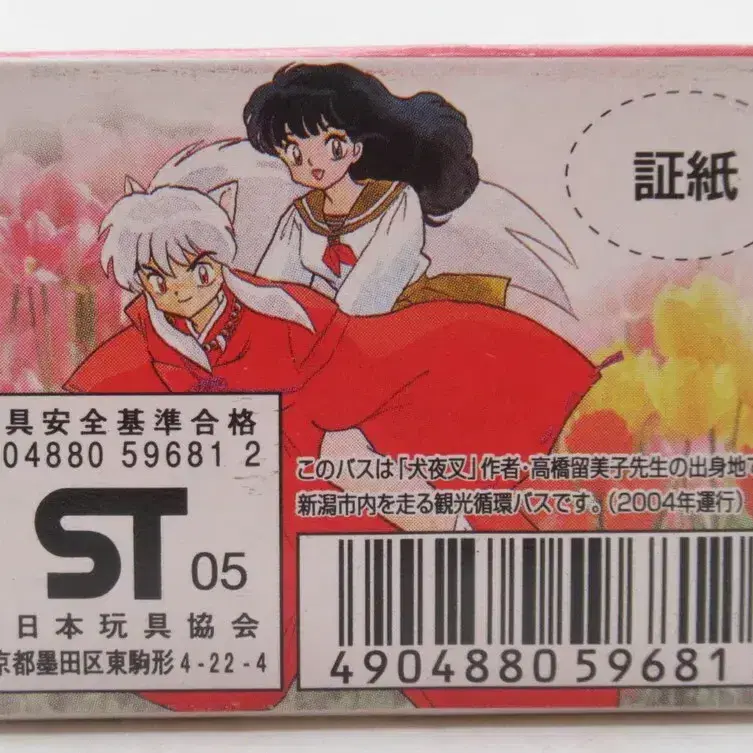 証紙
具安全基準合格
04880 59681 2
ST 05
日本玩具協会
京都墨田区東駒形4-22-4
このバスは「犬夜叉」作者・高橋留美子先生の出身地で
新潟市内を走る観光循環バスです。(2004年運行)
4904880 59681